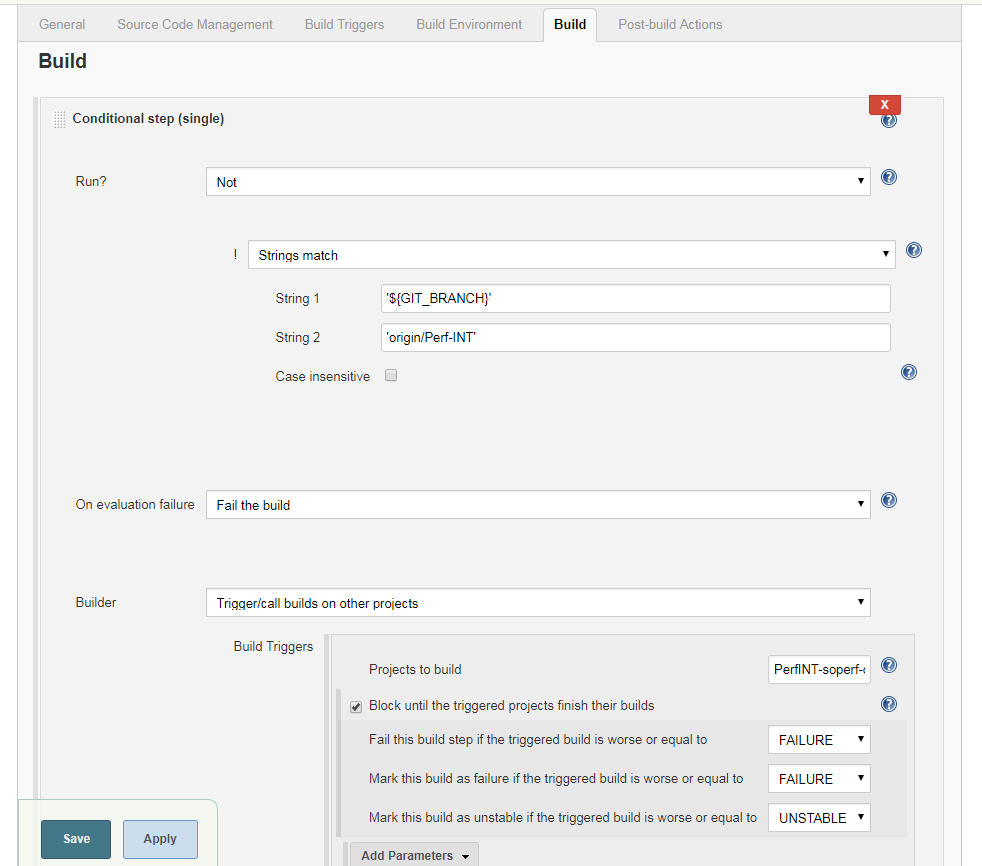 General Source Code Management Build Triggers Build Environment Build Post-build Actions
Build
X
Conditional step (single)
?
Run? Not ?
! Strings match ?
String 1 '${GIT_BRANCH}'
String 2 'origin/Perf-INT'
Case insensitive ?
On evaluation failure Fail the build ?
Builder Trigger/call builds on other projects
Build Triggers
Projects to build PerfINT-soperf- ?
Block until the triggered projects finish their builds ?
Fail this build step if the triggered build is worse or equal to FAILURE
Mark this build as failure if the triggered build is worse or equal to FAILURE
Mark this build as unstable if the triggered build is worse or equal to UNSTABLE
Save Apply
Add Parameters